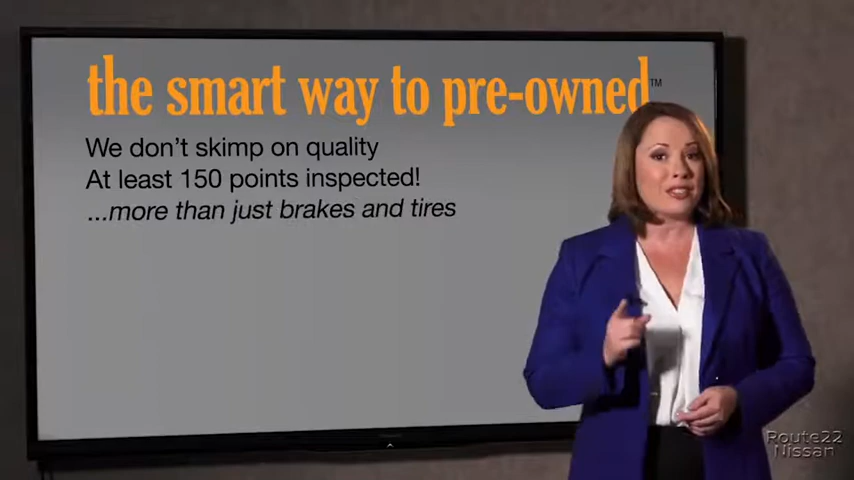 the smart way to pre-owned™
We don't skimp on quality
At least 150 points inspected!
...more than just brakes and tires
Route22
Nissan